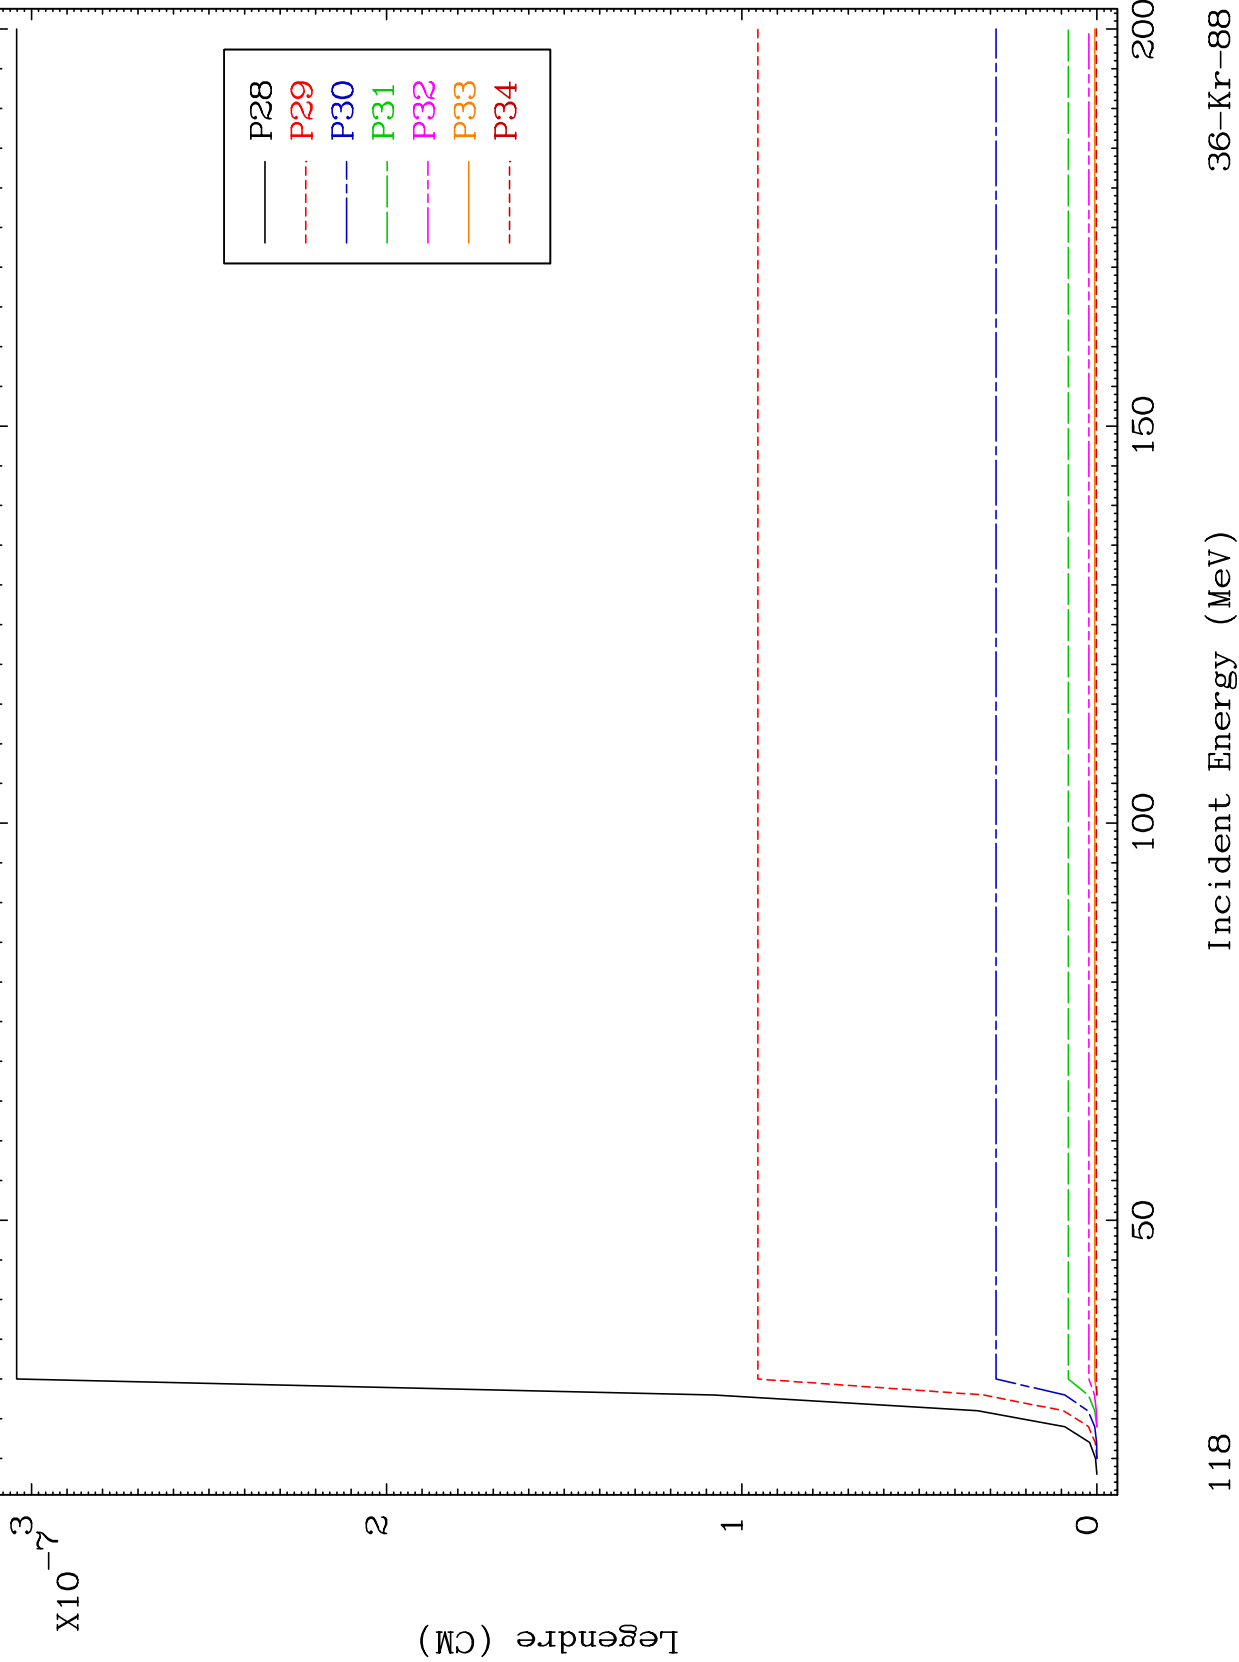 P28
P29
P30
P31
P32
P33
P34
3
2
1
0
X10⁻⁷
Legendre (CM)
50
100
150
200
Incident Energy (MeV)
118
36-Kr-88